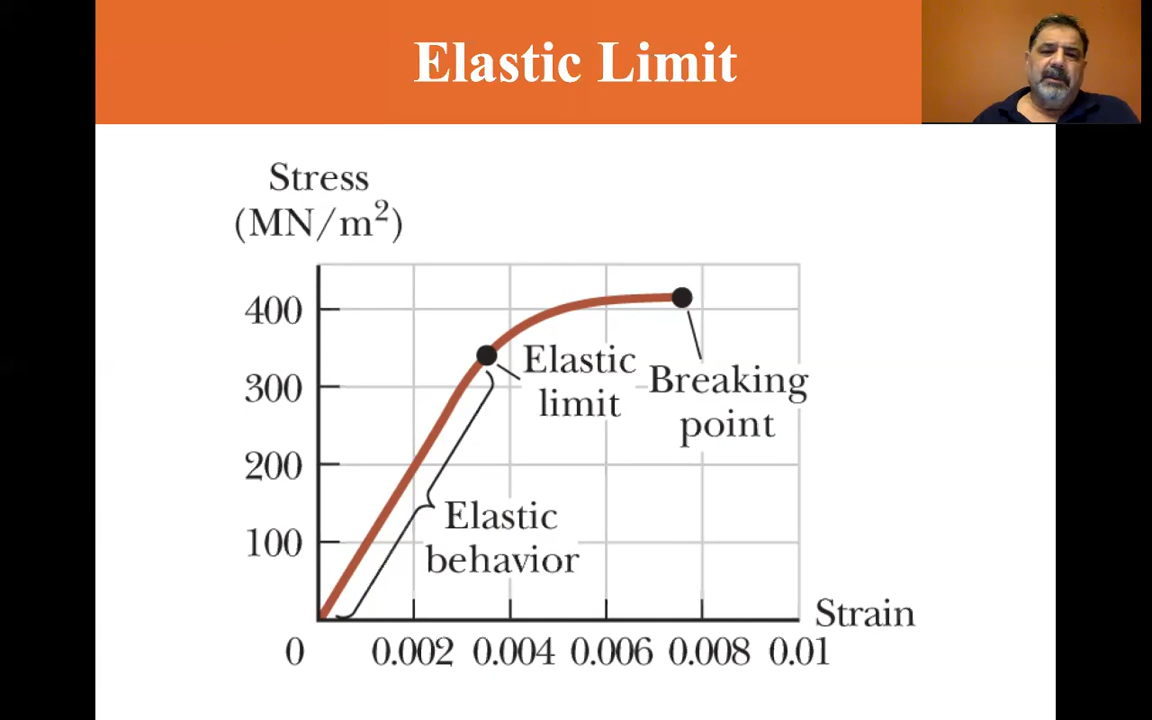 Elastic Limit
Stress
(MN/m²)
400
300
200
100
Elastic
limit
Breaking
point
Elastic
behavior
Strain
0 0.002 0.004 0.006 0.008 0.01